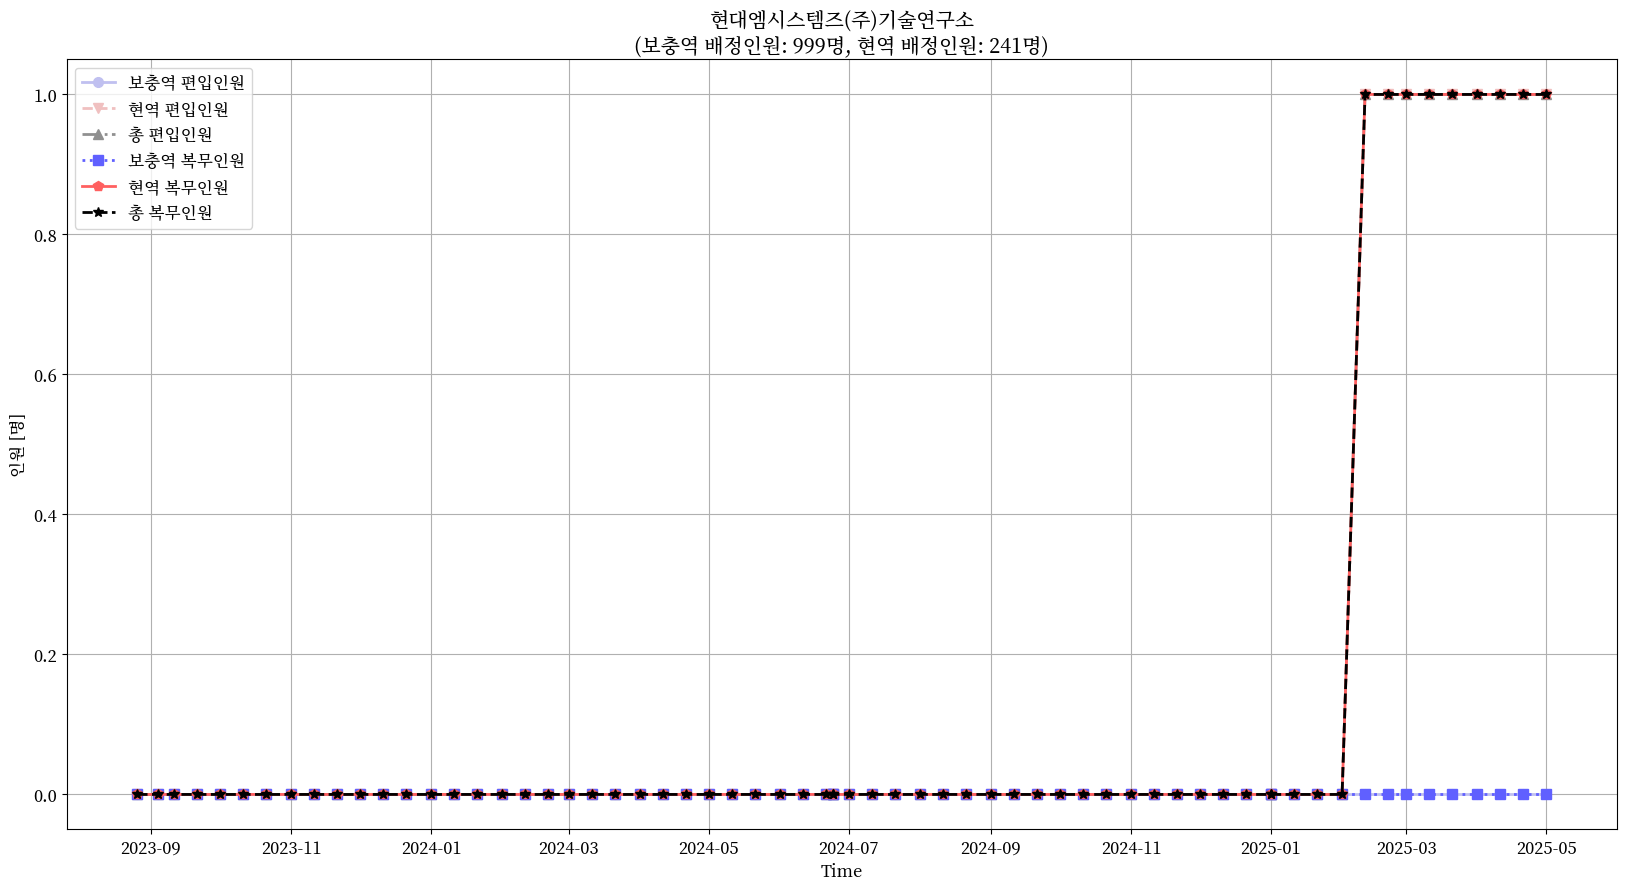 현대엠시스템즈(주)기술연구소
(보충역 배정인원: 999명, 현역 배정인원: 241명)
보충역 편입인원
현역 편입인원
총 편입인원
보충역 복무인원
현역 복무인원
총 복무인원
인원 [명]
1.0
0.8
0.6
0.4
0.2
0.0
2023-09 2023-11 2024-01 2024-03 2024-05 2024-07 2024-09 2024-11 2025-01 2025-03 2025-05
Time